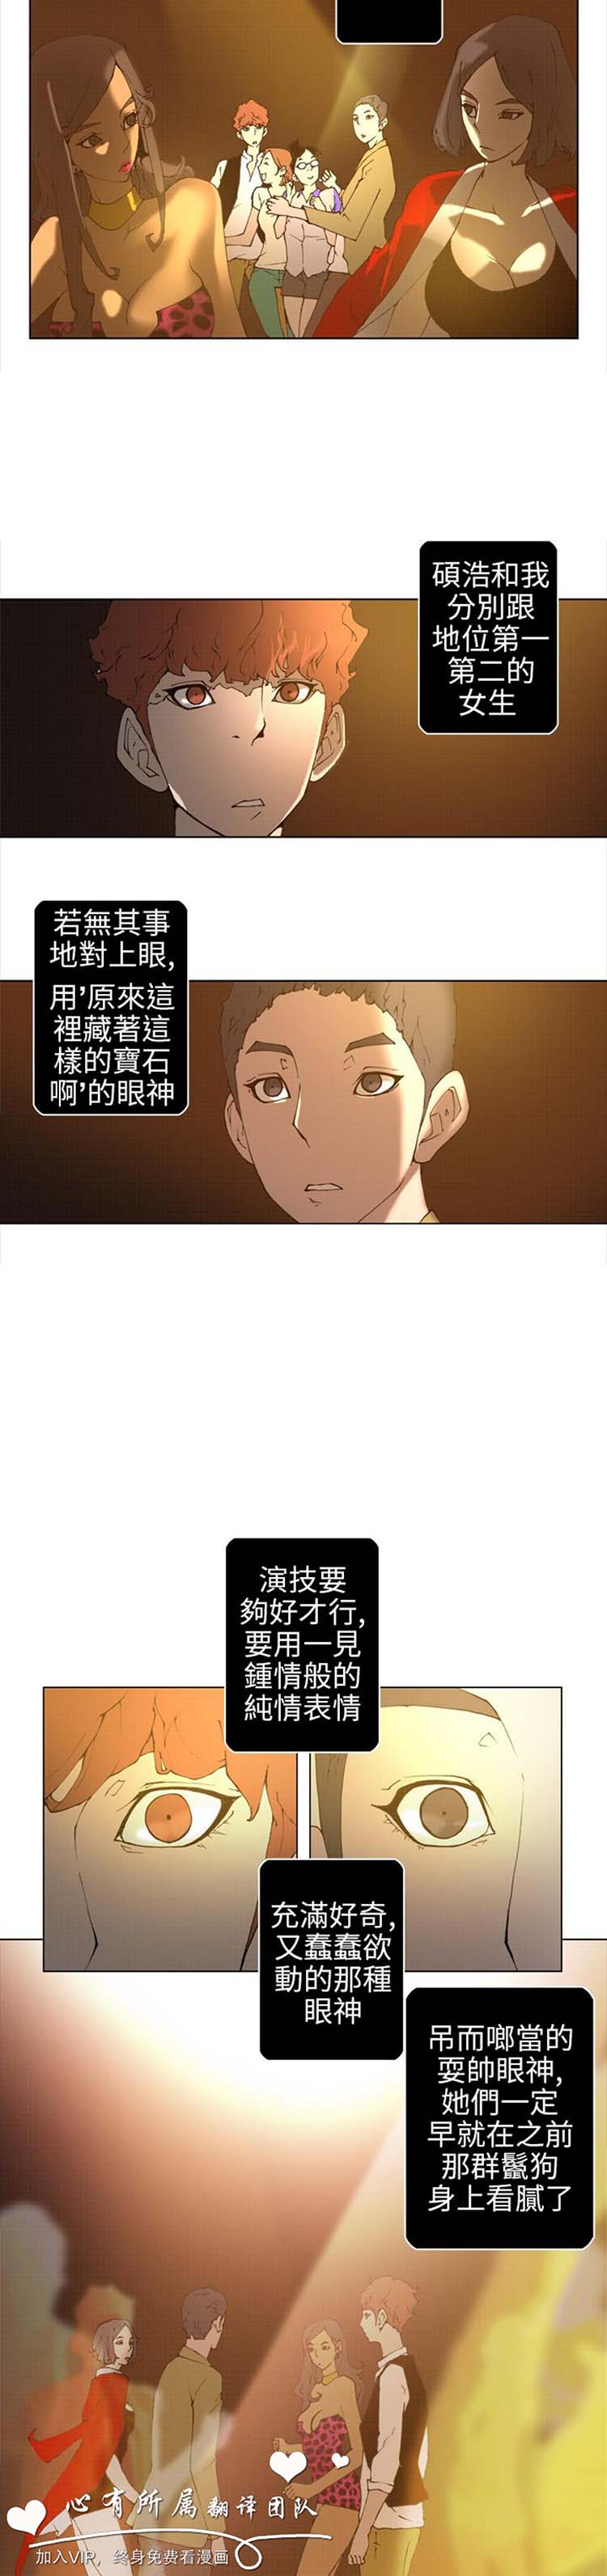 碩浩和我
分別跟
地位第一
第二的
女生
若無其事
地對上眼,
用'原來這
裡藏著這
樣的寶石
啊'的眼神
演技要
夠好才行,
要用一見
鍾情般的
純情表情
充滿好奇,
又蠢蠢欲
動的那種
眼神
吊而啷當的
耍帥眼神,
她們一定
早就在之前
那群鬣狗
身上看膩了
心有所属翻译团队
加入VIP，终身免费看漫画